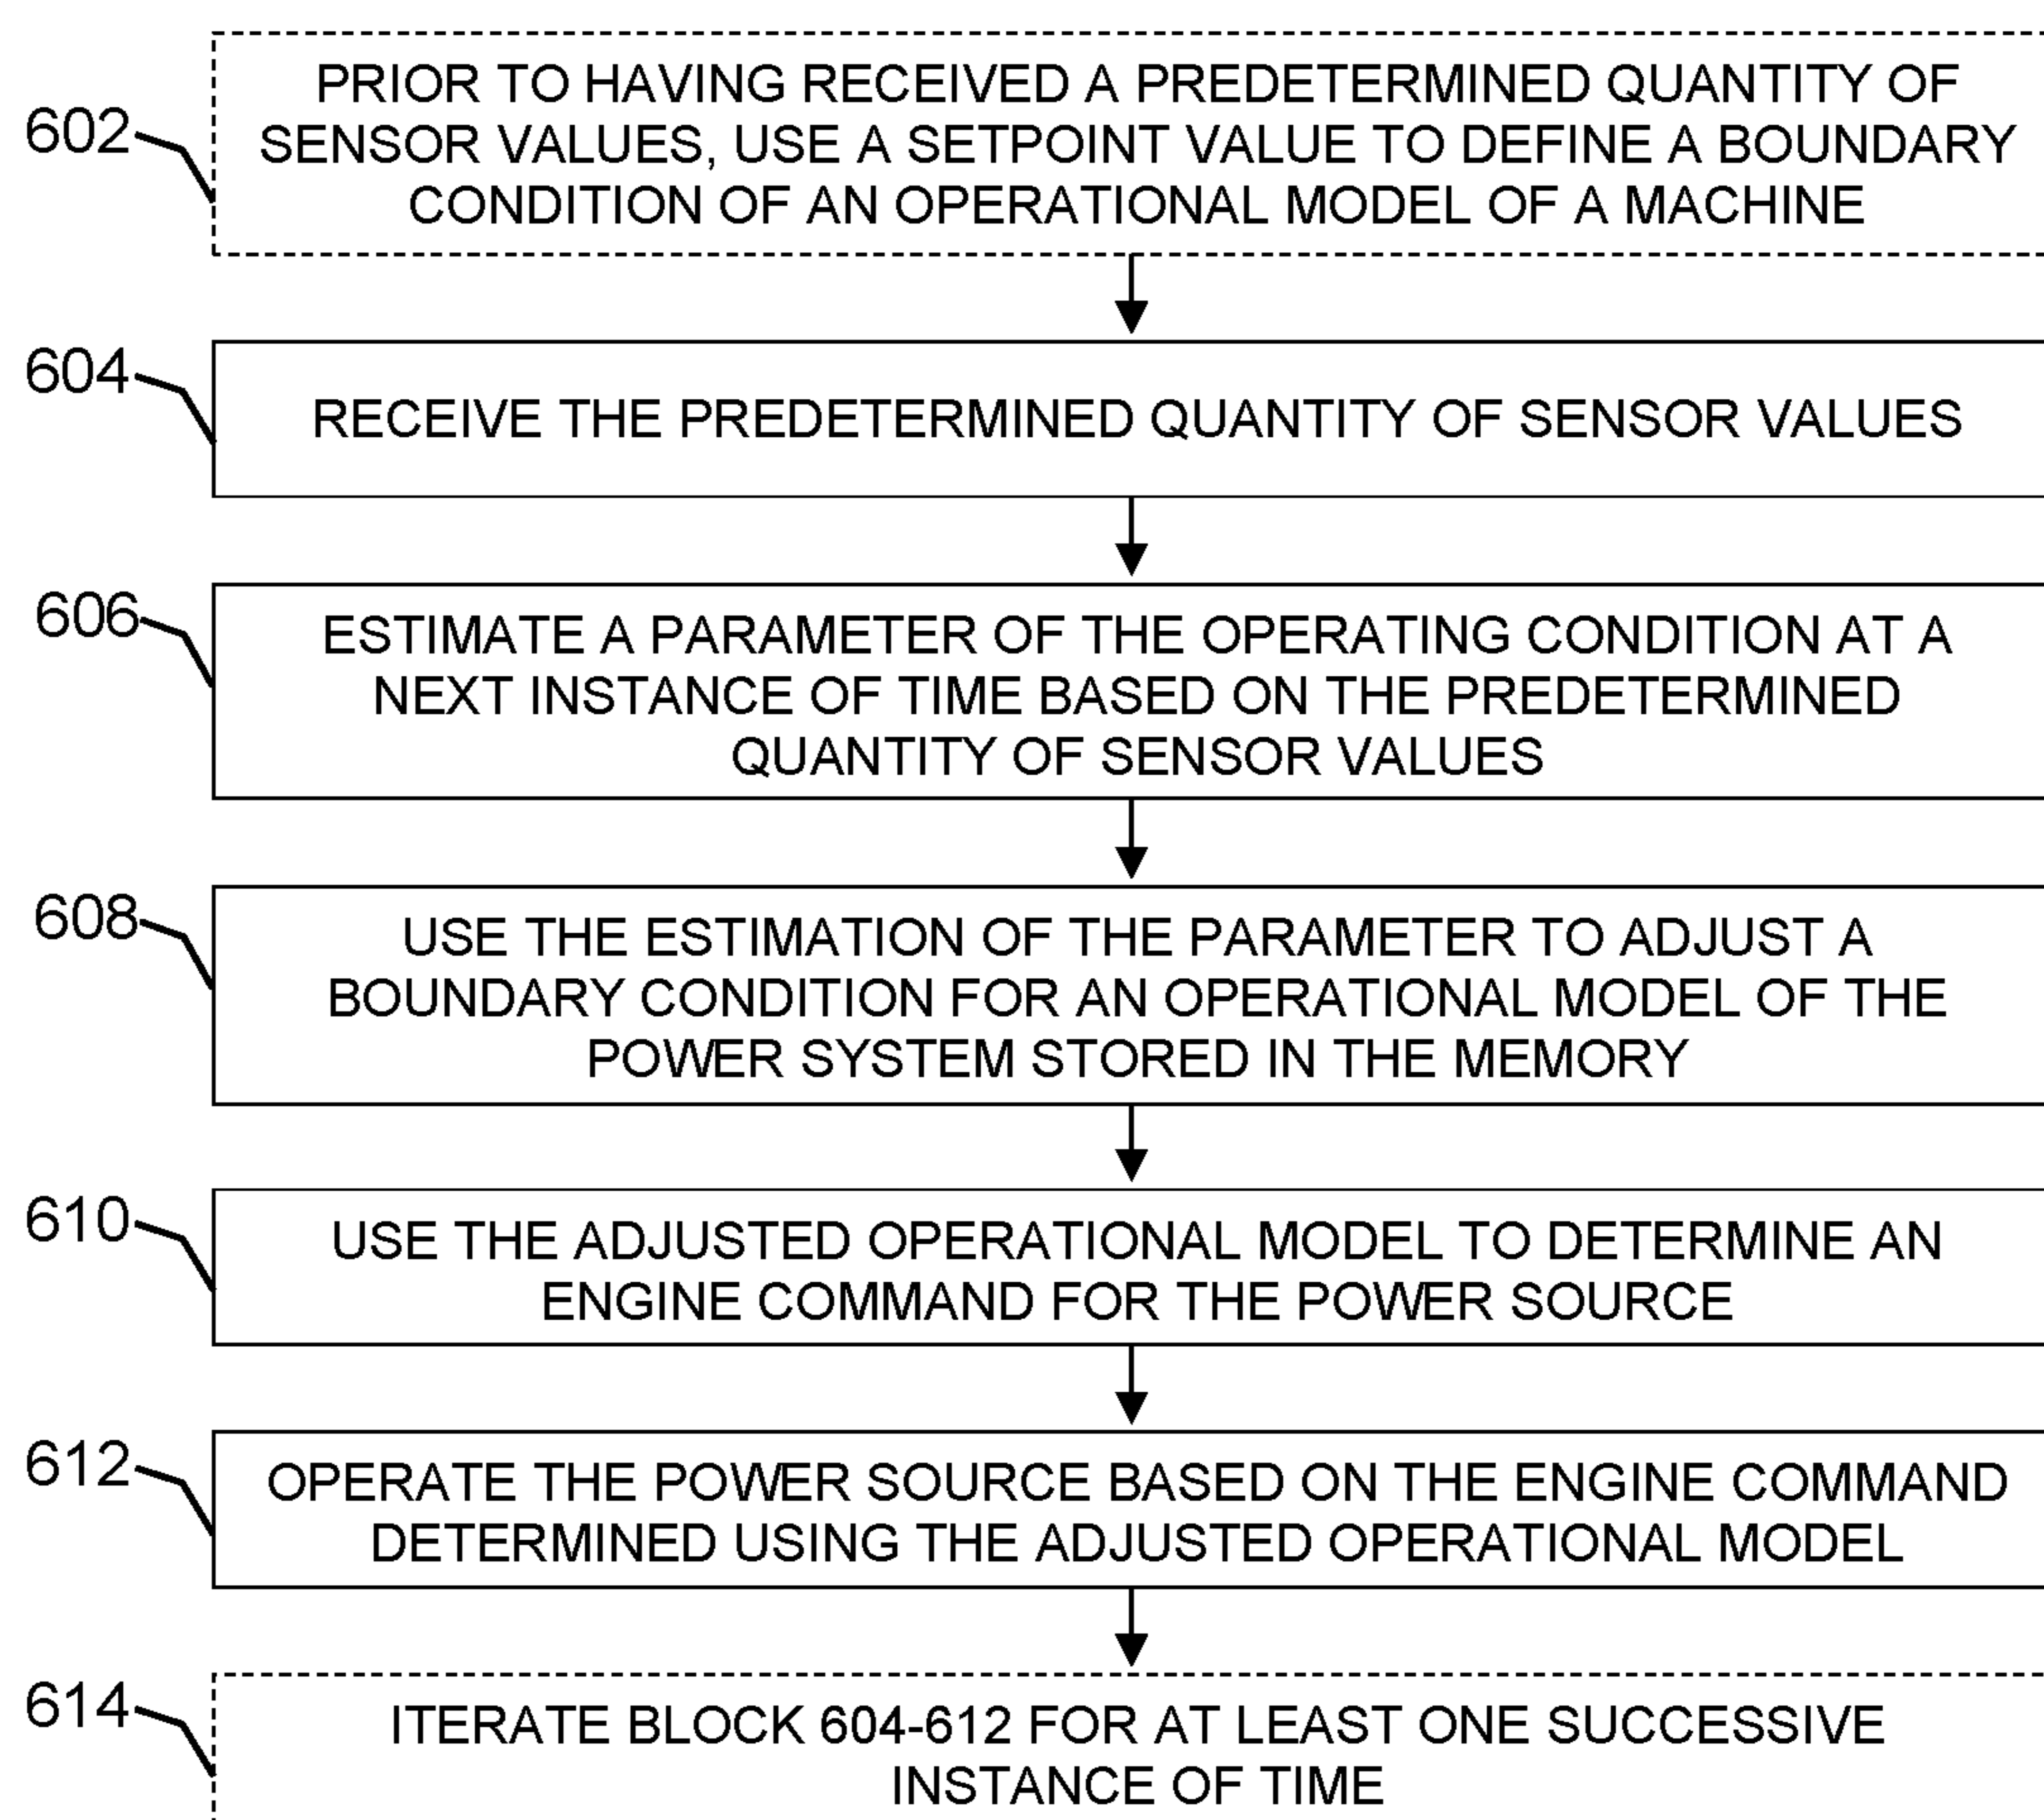 602
PRIOR TO HAVING RECEIVED A PREDETERMINED QUANTITY OF
SENSOR VALUES, USE A SETPOINT VALUE TO DEFINE A BOUNDARY
CONDITION OF AN OPERATIONAL MODEL OF A MACHINE
604
RECEIVE THE PREDETERMINED QUANTITY OF SENSOR VALUES
606
ESTIMATE A PARAMETER OF THE OPERATING CONDITION AT A
NEXT INSTANCE OF TIME BASED ON THE PREDETERMINED
QUANTITY OF SENSOR VALUES
608
USE THE ESTIMATION OF THE PARAMETER TO ADJUST A
BOUNDARY CONDITION FOR AN OPERATIONAL MODEL OF THE
POWER SYSTEM STORED IN THE MEMORY
610
USE THE ADJUSTED OPERATIONAL MODEL TO DETERMINE AN
ENGINE COMMAND FOR THE POWER SOURCE
612
OPERATE THE POWER SOURCE BASED ON THE ENGINE COMMAND
DETERMINED USING THE ADJUSTED OPERATIONAL MODEL
614
ITERATE BLOCK 604-612 FOR AT LEAST ONE SUCCESSIVE
INSTANCE OF TIME